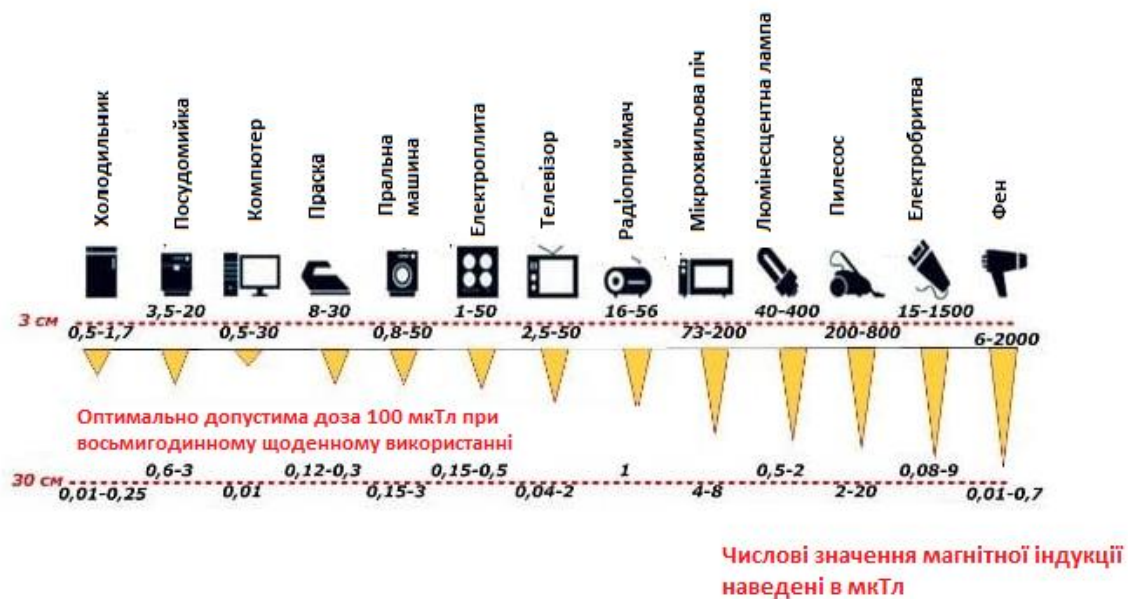 Холодильник
Посудомийка
Компютер
Праска
Пральна
машина
Електроплита
Телевізор
Радіоприймач
Мікрохвильова піч
Люмінесцентна лампа
Пилесос
Електробритва
Фен
3,5-20 8-30 1-50 16-56 40-400 15-1500
3 см
0,5-1,7 0,5-30 0,8-50 2,5-50 73-200 200-800 6-2000
Оптимально допустима доза 100 мкТл при
восьмигодинному щоденному використанні
0,6-3 0,12-0,3 0,15-0,5 1 0,5-2 0,08-9
30 см
0,01-0,25 0,01 0,15-3 0,04-2 4-8 2-20 0,01-0,7
Числові значення магнітної індукції
наведені в мкТл